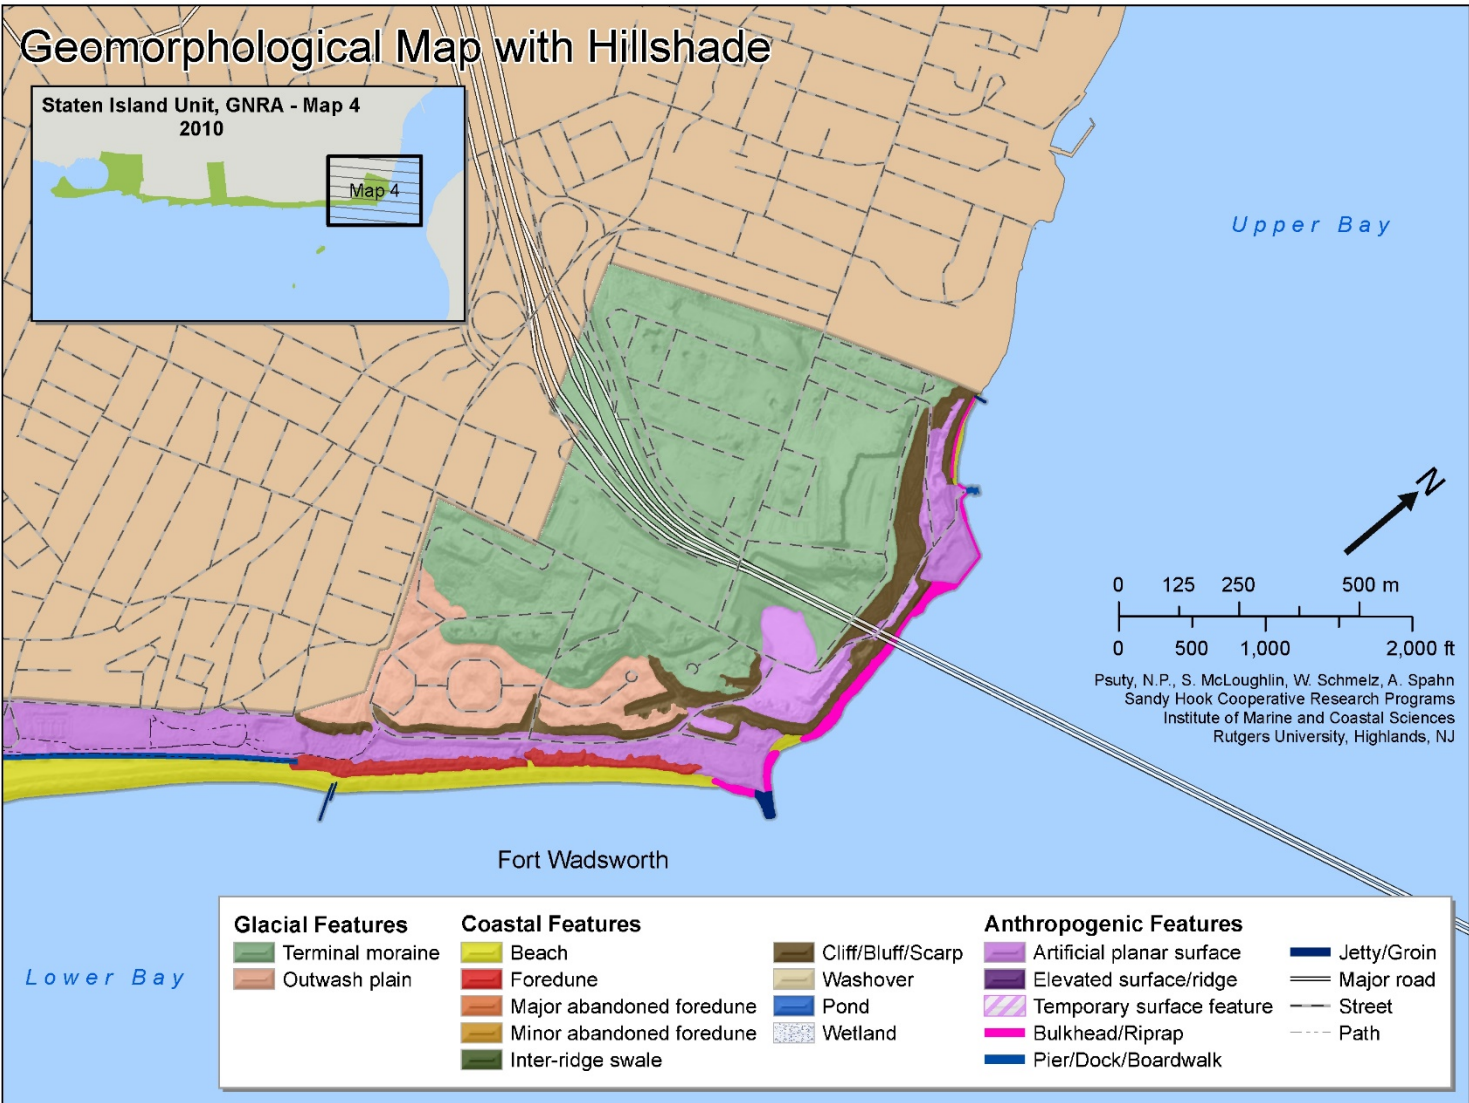 Geomorphological Map with Hillshade
Staten Island Unit, GNRA - Map 4
2010
Map 4
Upper Bay
N
0 125 250 500 m
0 500 1,000 2,000 ft
Psuty, N.P., S. McLoughlin, W. Schmelz, A. Spahn
Sandy Hook Cooperative Research Programs
Institute of Marine and Coastal Sciences
Rutgers University, Highlands, NJ
Fort Wadsworth
Lower Bay
Glacial Features
Terminal moraine
Outwash plain
Coastal Features
Beach
Foredune
Major abandoned foredune
Minor abandoned foredune
Inter-ridge swale
Cliff/Bluff/Scarp
Washover
Pond
Wetland
Anthropogenic Features
Artificial planar surface
Elevated surface/ridge
Temporary surface feature
Bulkhead/Riprap
Pier/Dock/Boardwalk
Jetty/Groin
Major road
Street
Path